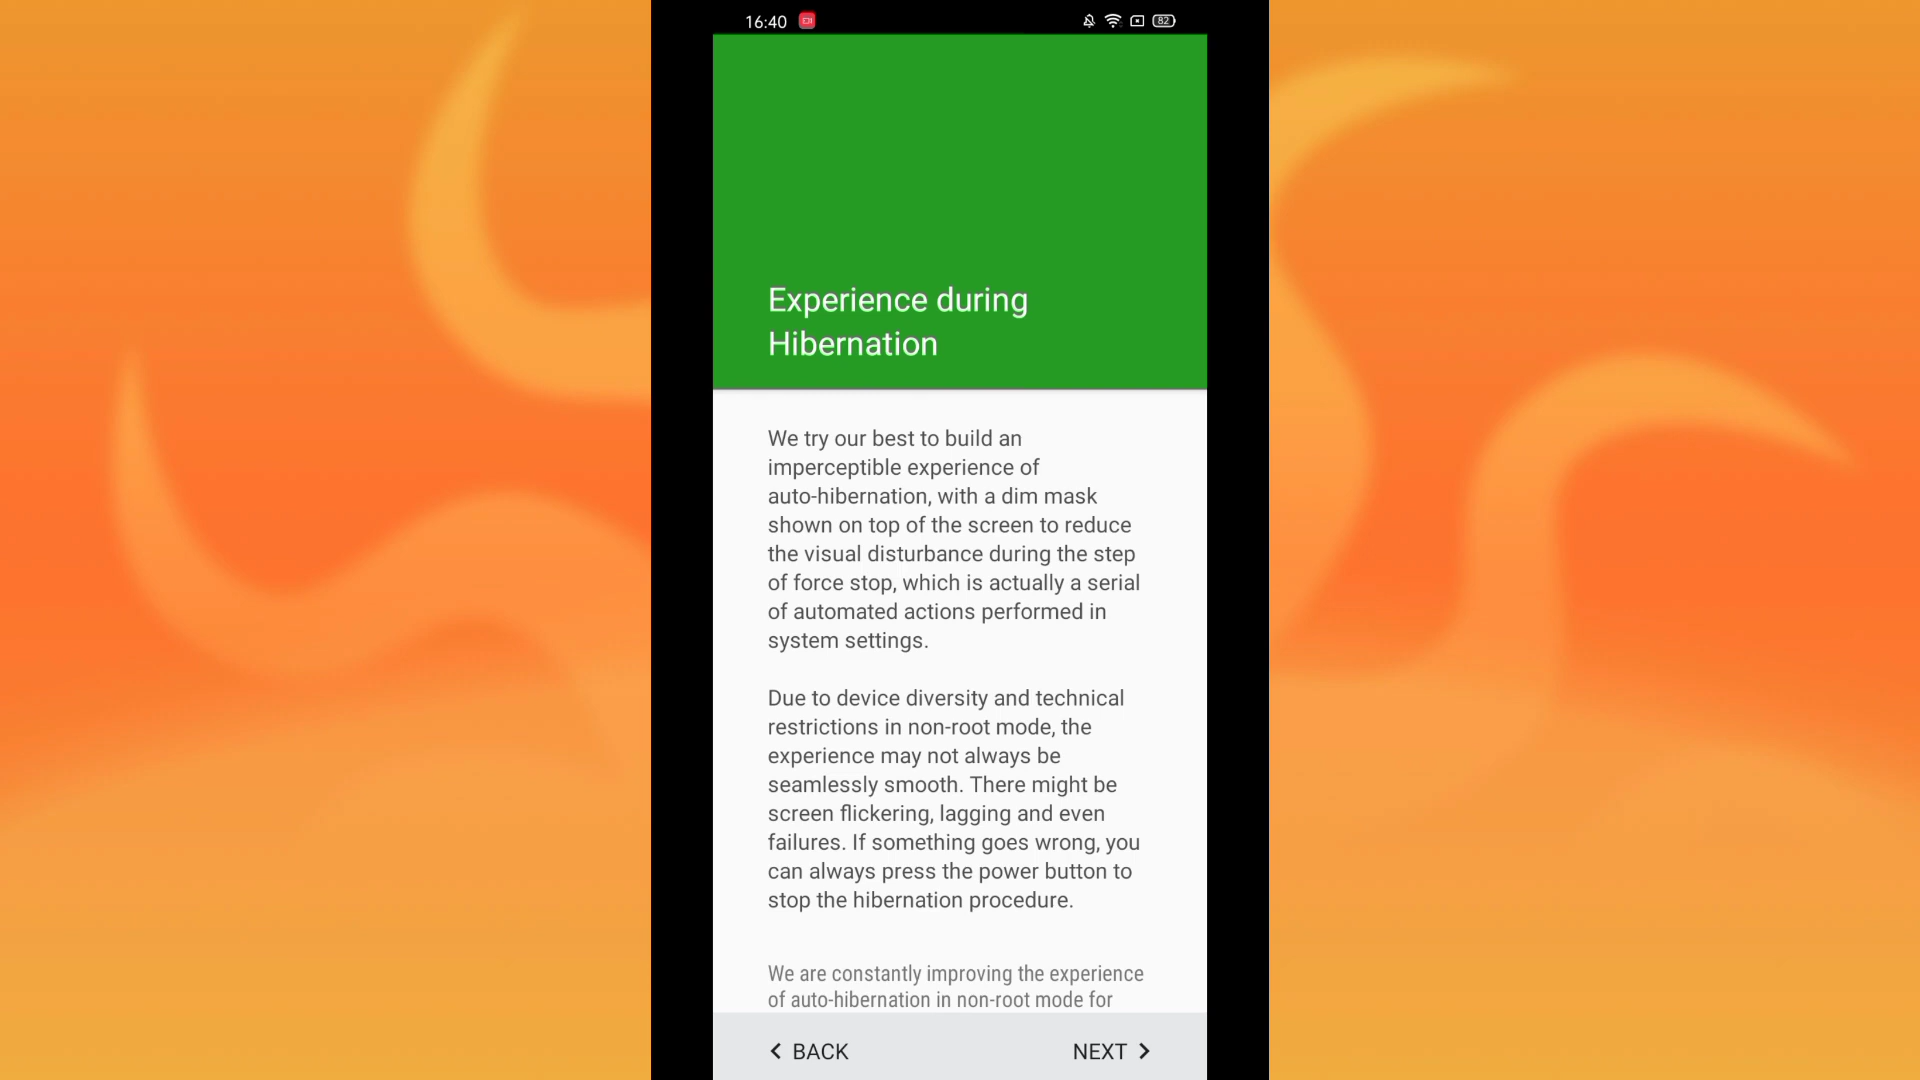 16:40
82
Experience during
Hibernation
We try our best to build an
imperceptible experience of
auto-hibernation, with a dim mask
shown on top of the screen to reduce
the visual disturbance during the step
of force stop, which is actually a serial
of automated actions performed in
system settings.
Due to device diversity and technical
restrictions in non-root mode, the
experience may not always be
seamlessly smooth. There might be
screen flickering, lagging and even
failures. If something goes wrong, you
can always press the power button to
stop the hibernation procedure.
We are constantly improving the experience
of auto-hibernation in non-root mode for
BACK NEXT